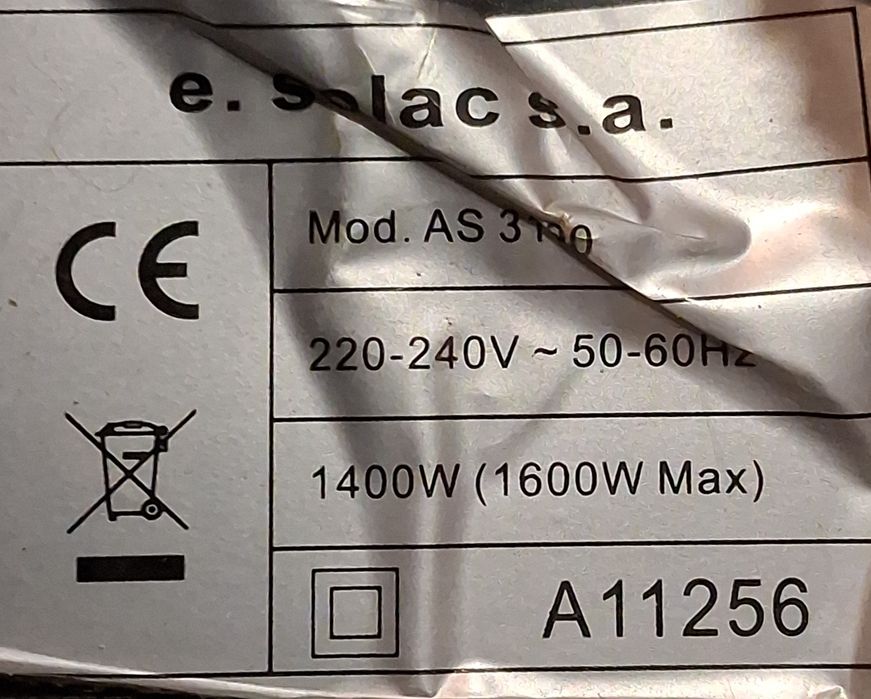 e. solac s.a.
CE
Mod. AS
220-240V ~ 50-60Hz
1400W (1600W Max)
A11256